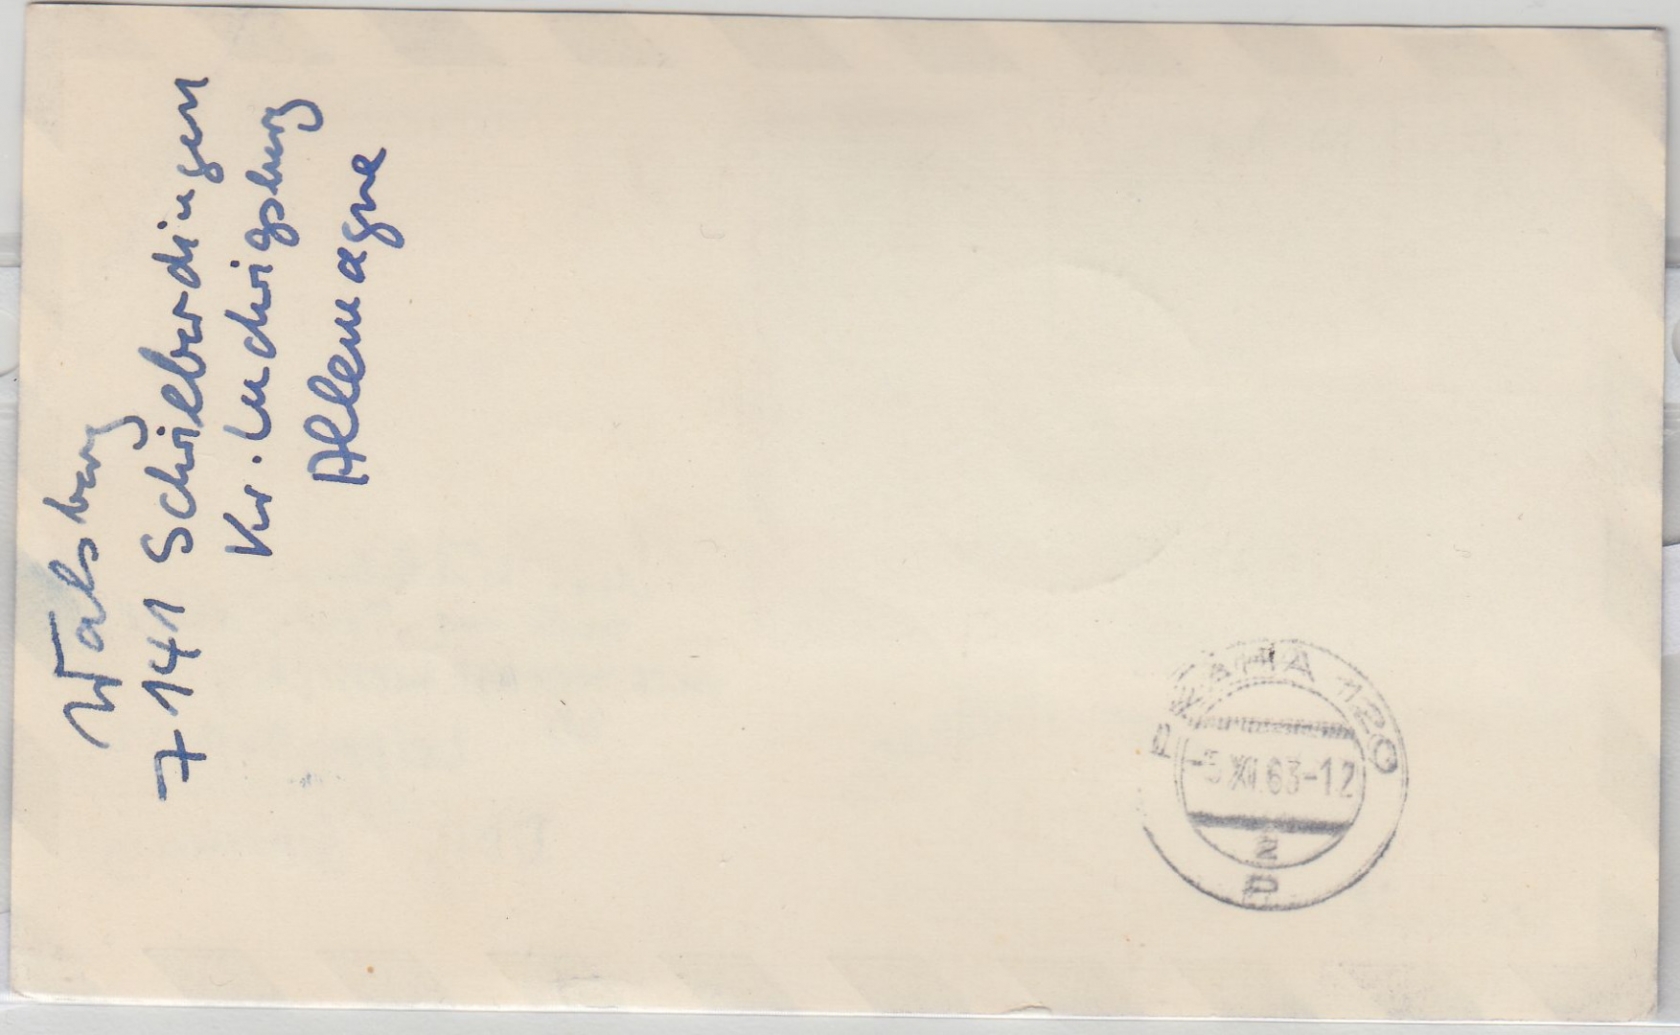 Walsberg
7141 Schwieberdingen
Kr. Ludwigsburg
Allemagne
PRAHA 120
-5.XII.63-12